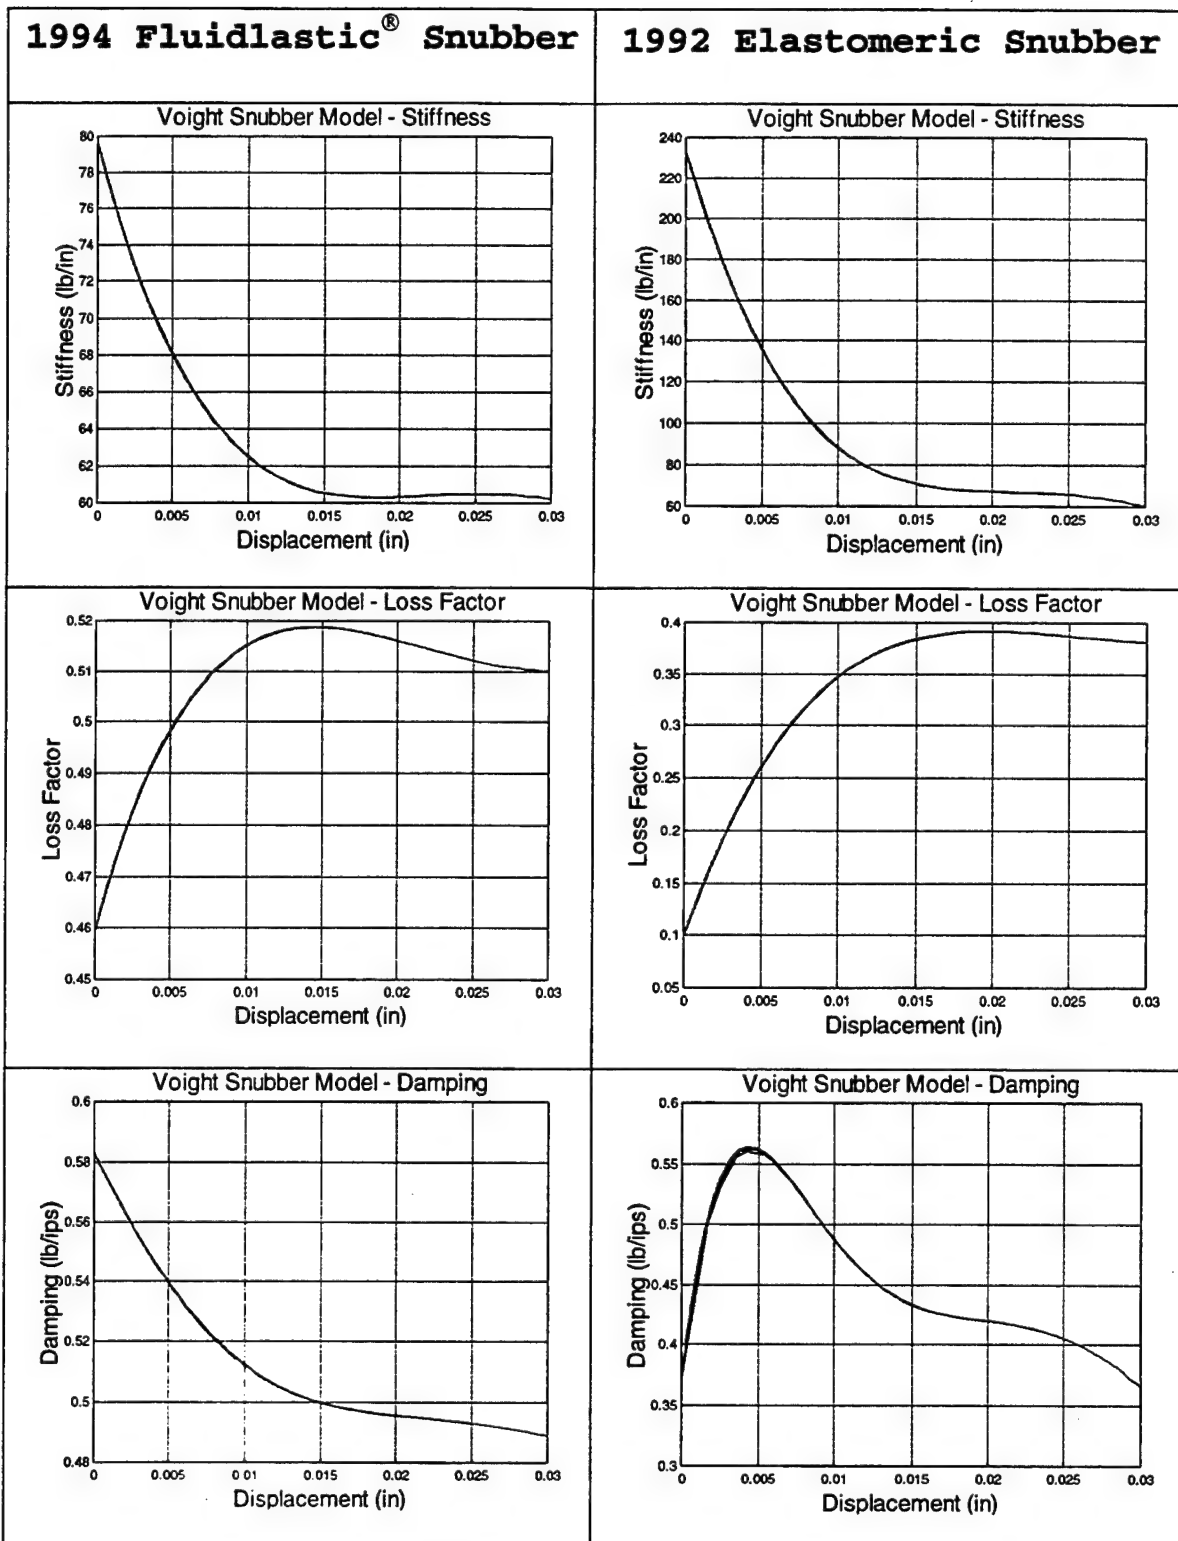 1994 Fluidlastic® Snubber
1992 Elastomeric Snubber
Voight Snubber Model - Stiffness
80
78
76
74
72
70
68
66
64
62
60
Stiffness (lb/in)
0 0.005 0.01 0.015 0.02 0.025 0.03
Displacement (in)
Voight Snubber Model - Stiffness
240
220
200
180
160
140
120
100
80
60
Stiffness (lb/in)
0 0.005 0.01 0.015 0.02 0.025 0.03
Displacement (in)
Voight Snubber Model - Loss Factor
0.52
0.51
0.5
0.49
0.48
0.47
0.46
0.45
Loss Factor
0 0.005 0.01 0.015 0.02 0.025 0.03
Displacement (in)
Voight Snubber Model - Loss Factor
0.4
0.35
0.3
0.25
0.2
0.15
0.1
0.05
Loss Factor
0 0.005 0.01 0.015 0.02 0.025 0.03
Displacement (in)
Voight Snubber Model - Damping
0.6
0.58
0.56
0.54
0.52
0.5
0.48
Damping (lb/ips)
0 0.005 0.01 0.015 0.02 0.025 0.03
Displacement (in)
Voight Snubber Model - Damping
0.6
0.55
0.5
0.45
0.4
0.35
0.3
Damping (lb/ips)
0 0.005 0.01 0.015 0.02 0.025 0.03
Displacement (in)